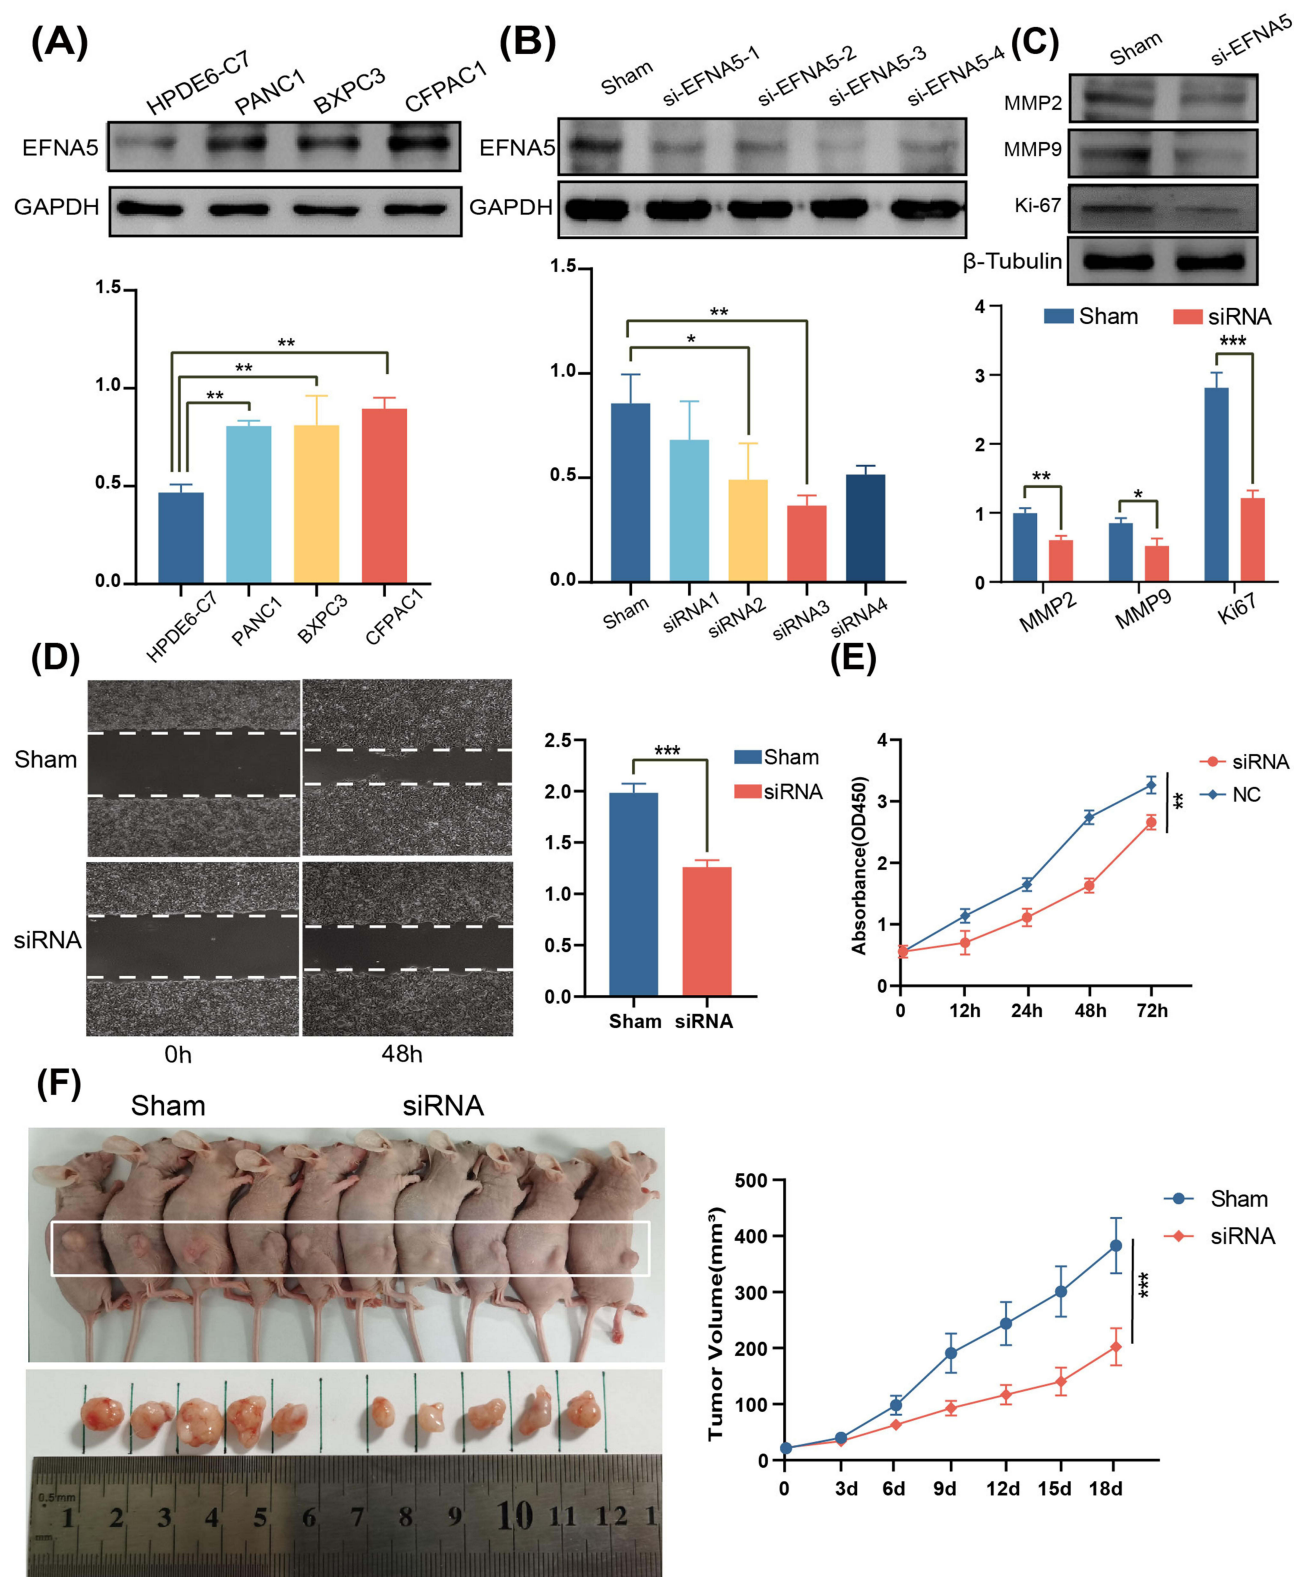 (A)
HPDE6-C7 PANC1 BXPC3 CFPAC1
EFNA5
GAPDH
1.5
1.0
0.5
0.0
** ** **
HPDE6-C7 PANC1 BXPC3 CFPAC1
(B)
Sham si-EFNA5-1 si-EFNA5-2 si-EFNA5-3 si-EFNA5-4
EFNA5
GAPDH
1.5
1.0
0.5
0.0
** *
Sham siRNA1 siRNA2 siRNA3 siRNA4
(C)
Sham si-EFNA5
MMP2
MMP9
Ki-67
β-Tubulin
Sham siRNA
4
3
2
1
0
** * ***
MMP2 MMP9 Ki67
(D)
Sham
siRNA
0h 48h
2.5
2.0
1.5
1.0
0.5
0.0
***
Sham
siRNA
Sham siRNA
(E)
Absorbance(OD450)
4
3
2
1
0
0 12h 24h 48h 72h
siRNA
NC
**
(F)
Sham siRNA
0.5 mm
1 2 3 4 5 6 7 8 9 10 11 12 1
mm
Tumor Volume(mm³)
500
400
300
200
100
0
0 3d 6d 9d 12d 15d 18d
Sham
siRNA
***